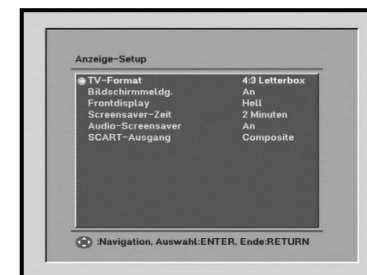 Anzeige-Setup
TV-Format 4:3 Letterbox
Bildschirmmeldg. An
Frontdisplay Hell
Screensaver-Zeit 2 Minuten
Audio-Screensaver An
SCART-Ausgang Composite
:Navigation, Auswahl:ENTER, Ende:RETURN